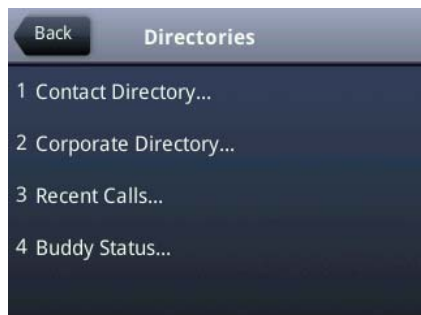 Back Directories
1 Contact Directory...
2 Corporate Directory...
3 Recent Calls...
4 Buddy Status...